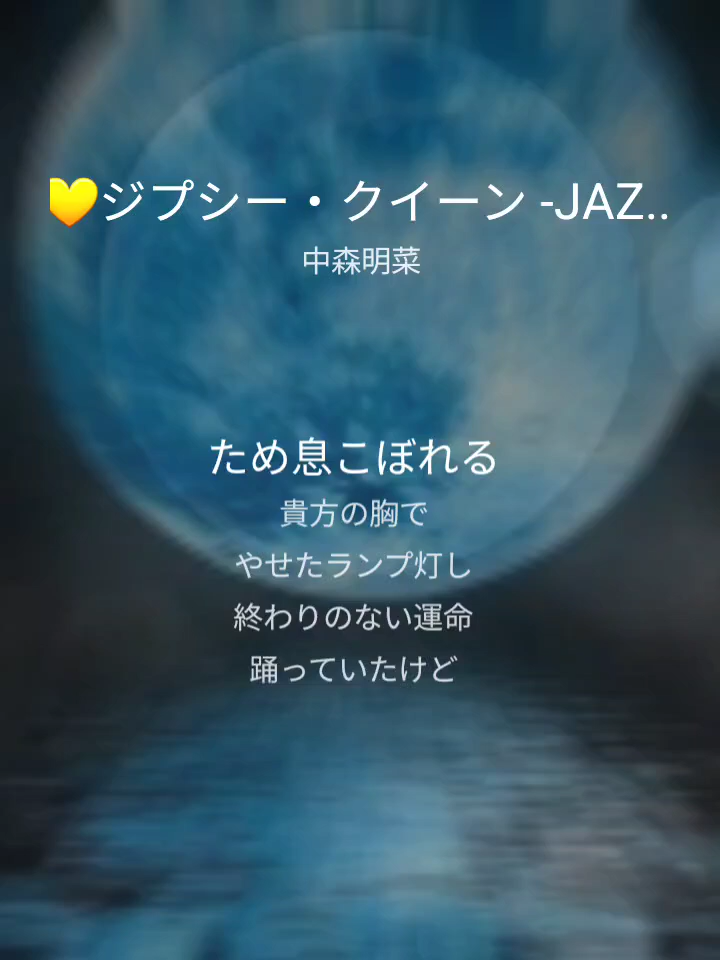 💛ジプシー・クイーン -JAZ..
中森明菜
ため息こぼれる
貴方の胸で
やせたランプ灯し
終わりのない運命
踊っていたけど